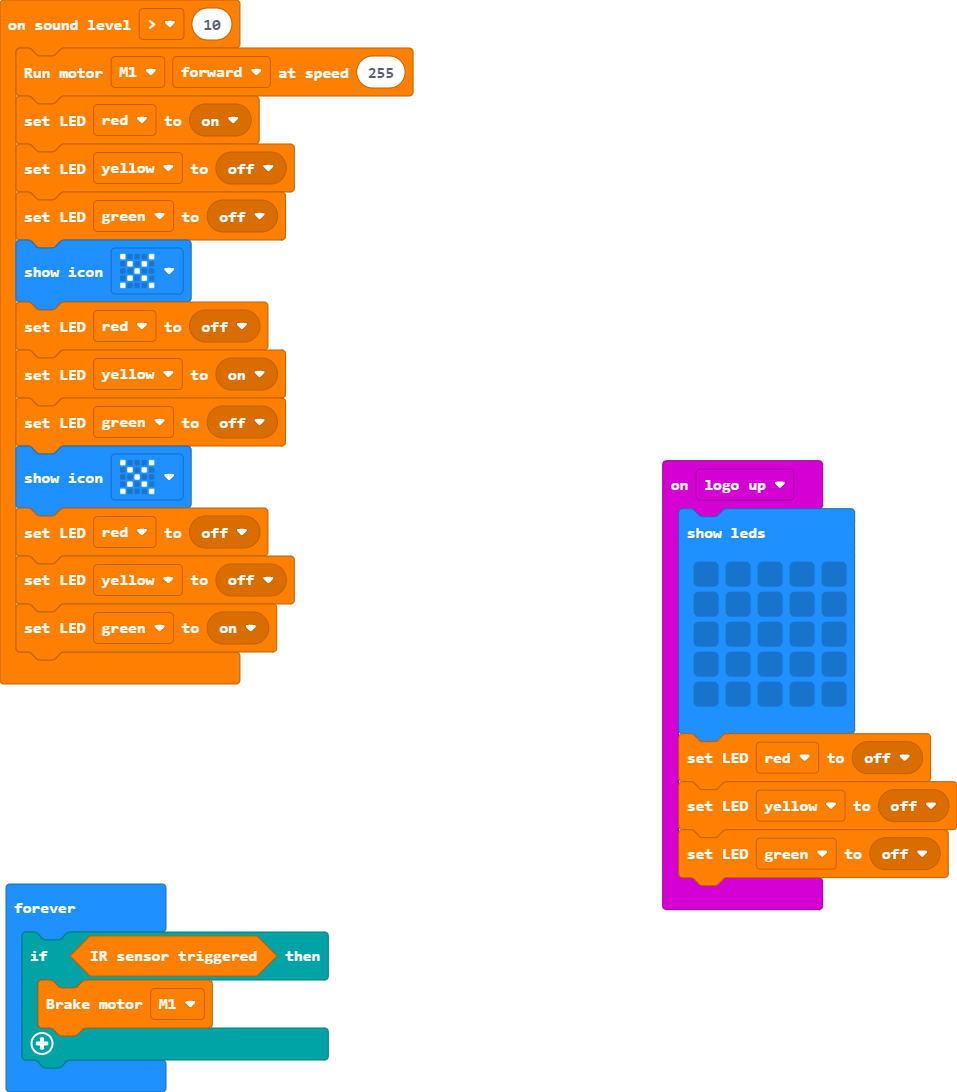 on sound level > 10
Run motor M1 forward at speed 255
set LED red to on
set LED yellow to off
set LED green to off
show icon
set LED red to off
set LED yellow to on
set LED green to off
show icon
set LED red to off
set LED yellow to off
set LED green to on
on logo up
show leds
set LED red to off
set LED yellow to off
set LED green to off
forever
if IR sensor triggered then
Brake motor M1